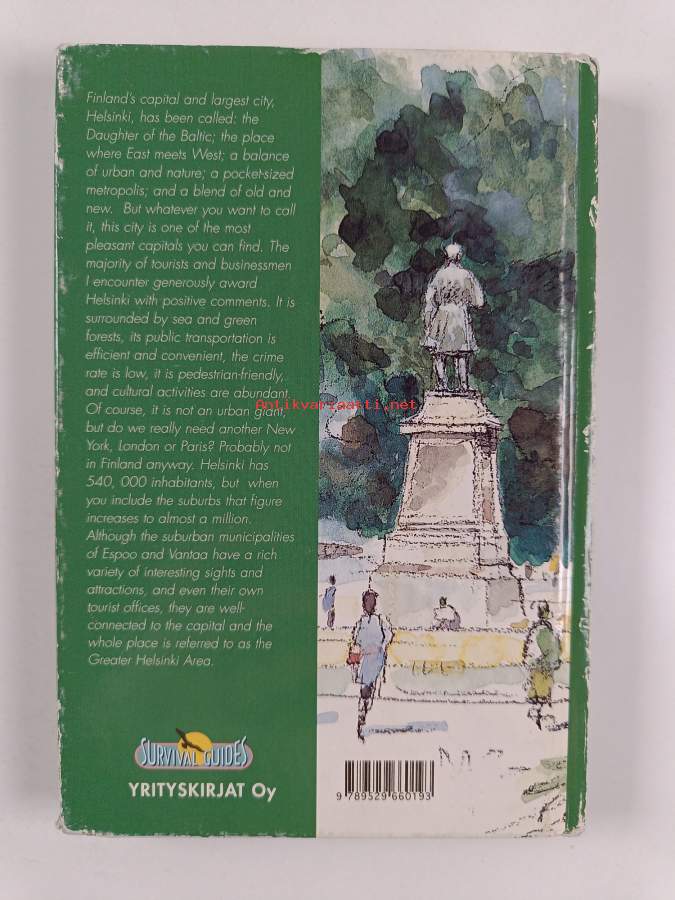 Finland's capital and largest city,
Helsinki, has been called: the
Daughter of the Baltic; the place
where East meets West; a balance
of urban and nature; a pocket-sized
metropolis; and a blend of old and
new. But whatever you want to call
it, this city is one of the most
pleasant capitals you can find. The
majority of tourists and businessmen
I encounter generously award
Helsinki with positive comments. It is
surrounded by sea and green
forests, its public transportation is
efficient and convenient, the crime
rate is low, it is pedestrian-friendly,
and cultural activities are abundant.
Of course, it is not an urban giant,
but do we really need another New
York, London or Paris? Probably not
in Finland anyway. Helsinki has
540, 000 inhabitants, but when
you include the suburbs that figure
increases to almost a million.
Although the suburban municipalities
of Espoo and Vantaa have a rich
variety of interesting sights and
attractions, and even their own
tourist offices, they are well-
connected to the capital and the
whole place is referred to as the
Greater Helsinki Area.
Antikvariaatti.net
SURVIVAL GUIDES
YRITYSKIRJAT Oy
9 789529 660193